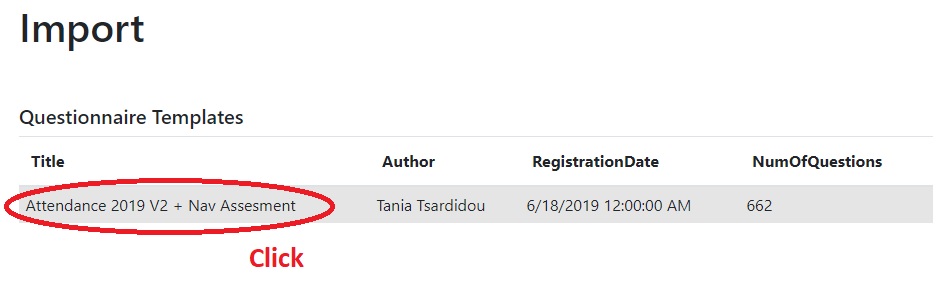 Import
Questionnaire Templates
Title Author RegistrationDate NumOfQuestions
Attendance 2019 V2 + Nav Assesment Tania Tsardidou 6/18/2019 12:00:00 AM 662
Click